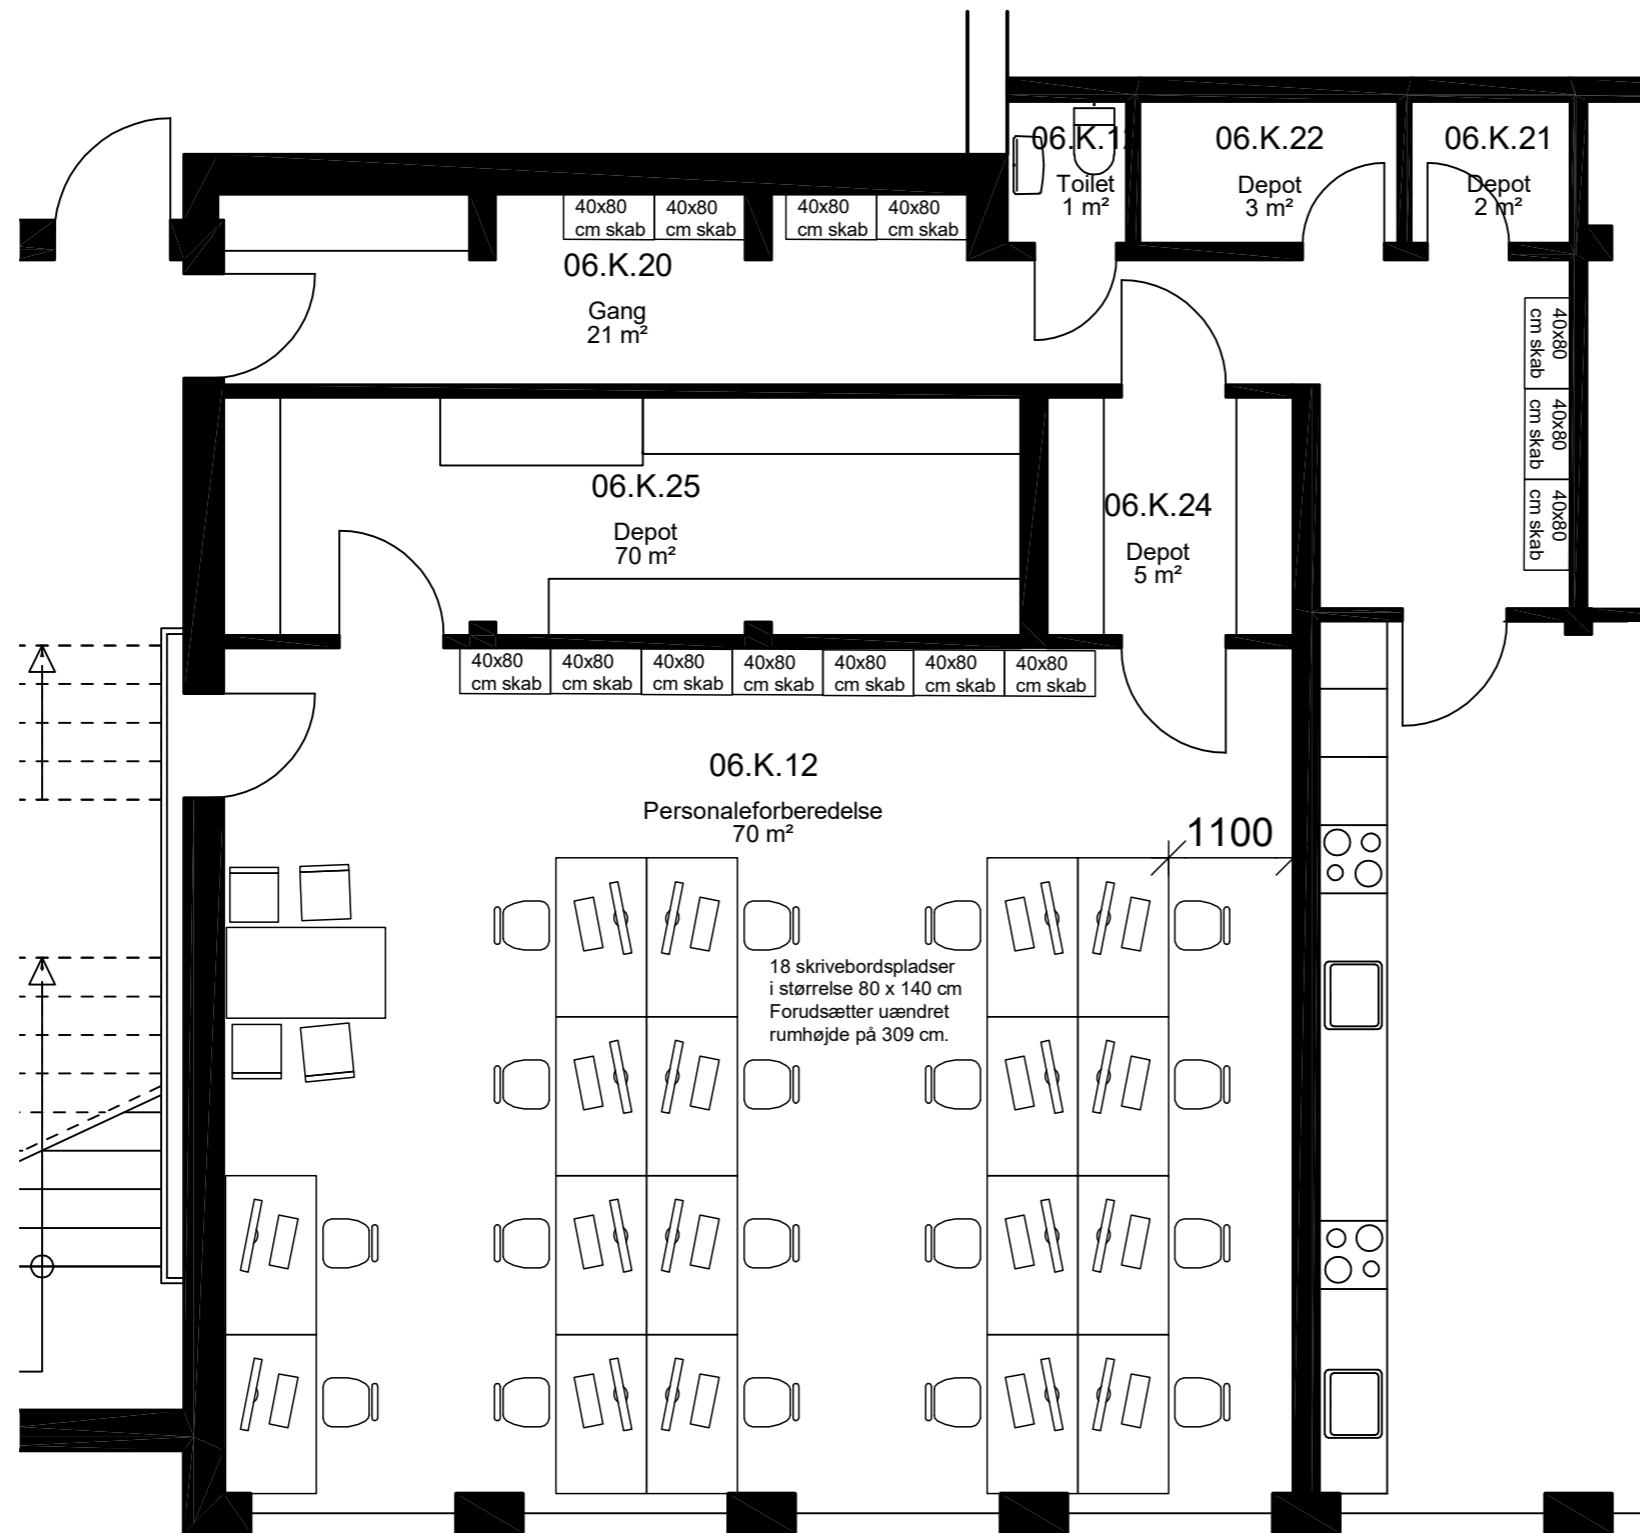 06.K.1
Toilet
1 m²
06.K.22
Depot
3 m²
06.K.21
Depot
2 m²
40x80
cm skab
40x80
cm skab
40x80
cm skab
40x80
cm skab
06.K.20
Gang
21 m²
40x80
cm skab
40x80
cm skab
40x80
cm skab
06.K.25
Depot
70 m²
06.K.24
Depot
5 m²
40x80
cm skab
40x80
cm skab
40x80
cm skab
40x80
cm skab
40x80
cm skab
40x80
cm skab
40x80
cm skab
06.K.12
Personaleforberedelse
70 m²
1100
18 skrivebordspladser
i størrelse 80 x 140 cm
Forudsætter uændret
rumhøjde på 309 cm.